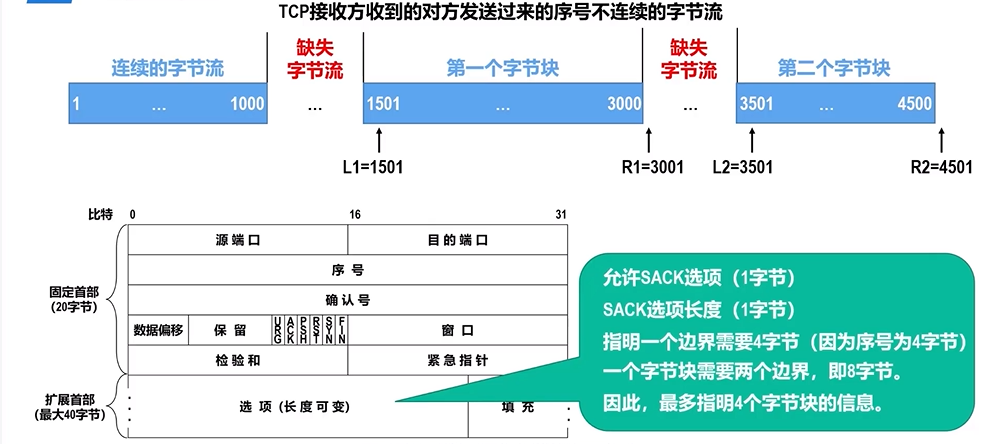 TCP接收方收到的对方发送过来的序号不连续的字节流
连续的字节流
缺失
字节流
第一个字节块
缺失
字节流
第二个字节块
1 … 1000 … 1501 … 3000 … 3501 … 4500
L1=1501 R1=3001 L2=3501 R2=4501
比特 0 16 31
源端口 目的端口
序号
确认号
数据偏移 保留 URG ACK PSH RST SYN FIN 窗口
检验和 紧急指针
选项(长度可变) 填充
固定首部
(20字节)
扩展首部
(最大40字节)
允许SACK选项（1字节）
SACK选项长度（1字节）
指明一个边界需要4字节（因为序号为4字节）
一个字节块需要两个边界，即8字节。
因此，最多指明4个字节块的信息。